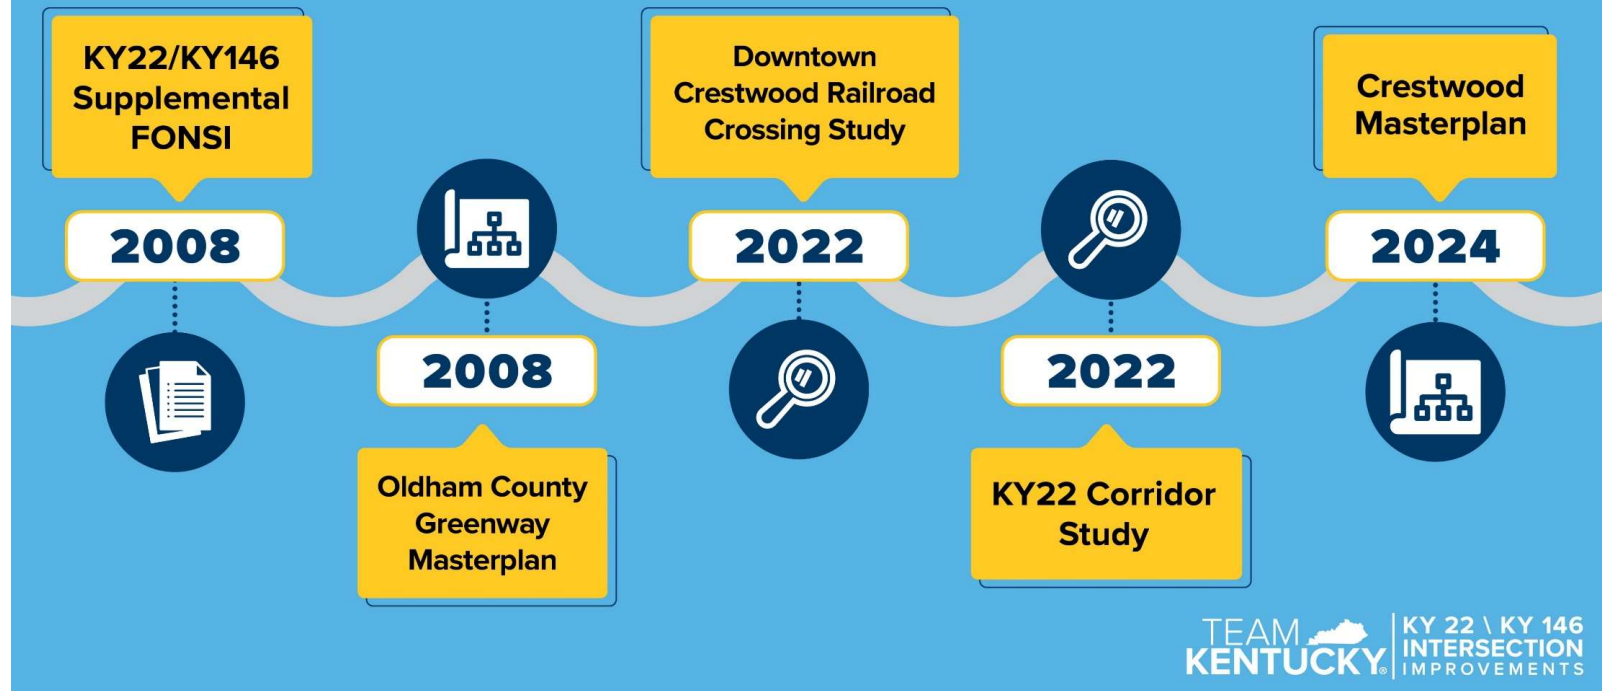 KY22/KY146
Supplemental
FONSI
2008
2008
Oldham County
Greenway
Masterplan
Downtown
Crestwood Railroad
Crossing Study
2022
2022
KY22 Corridor
Study
Crestwood
Masterplan
2024
TEAM
KENTUCKY®
KY 22 \ KY 146
INTERSECTION
IMPROVEMENTS